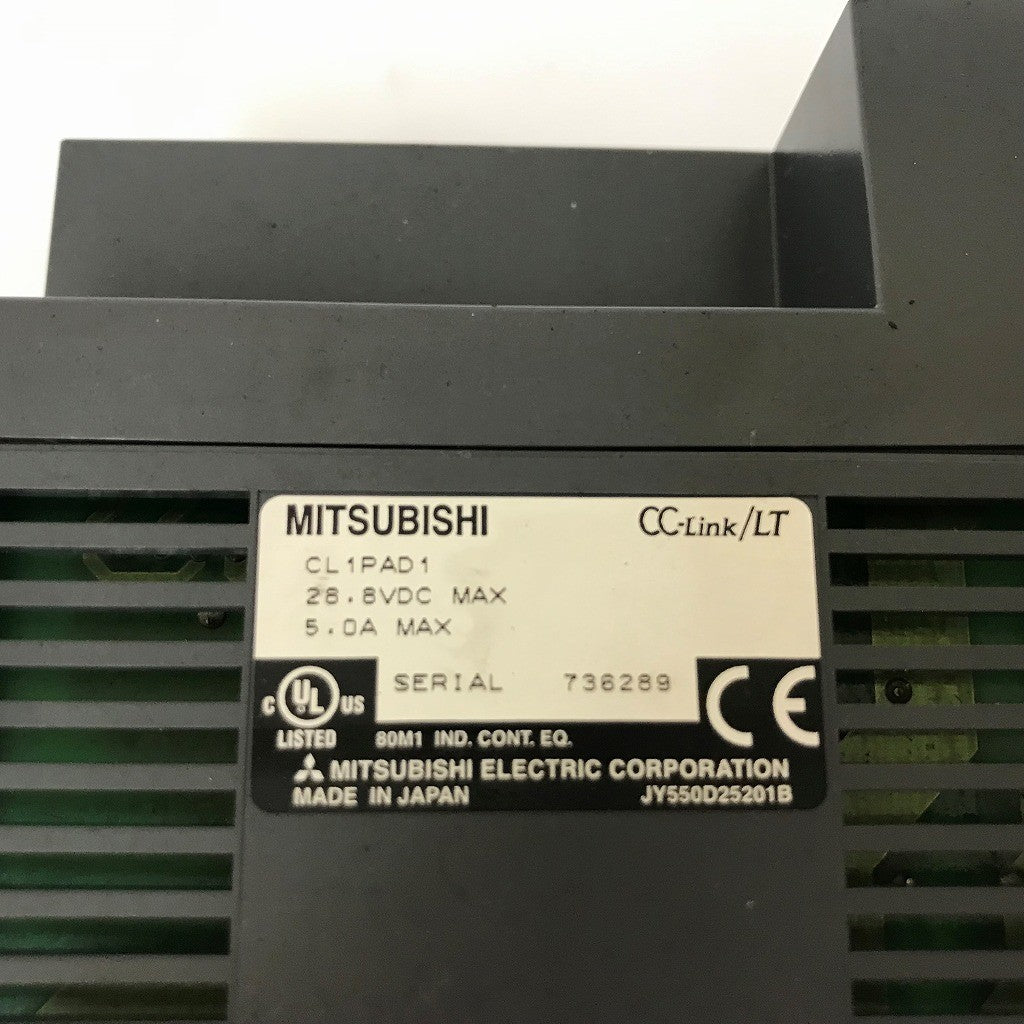 MITSUBISHI CC-Link/LT
CL1PAD1
28.8VDC MAX
5.0A MAX
SERIAL 736289
C UL US CE
LISTED 80M1 IND. CONT. EQ.
MITSUBISHI ELECTRIC CORPORATION
MADE IN JAPAN JY550D25201B